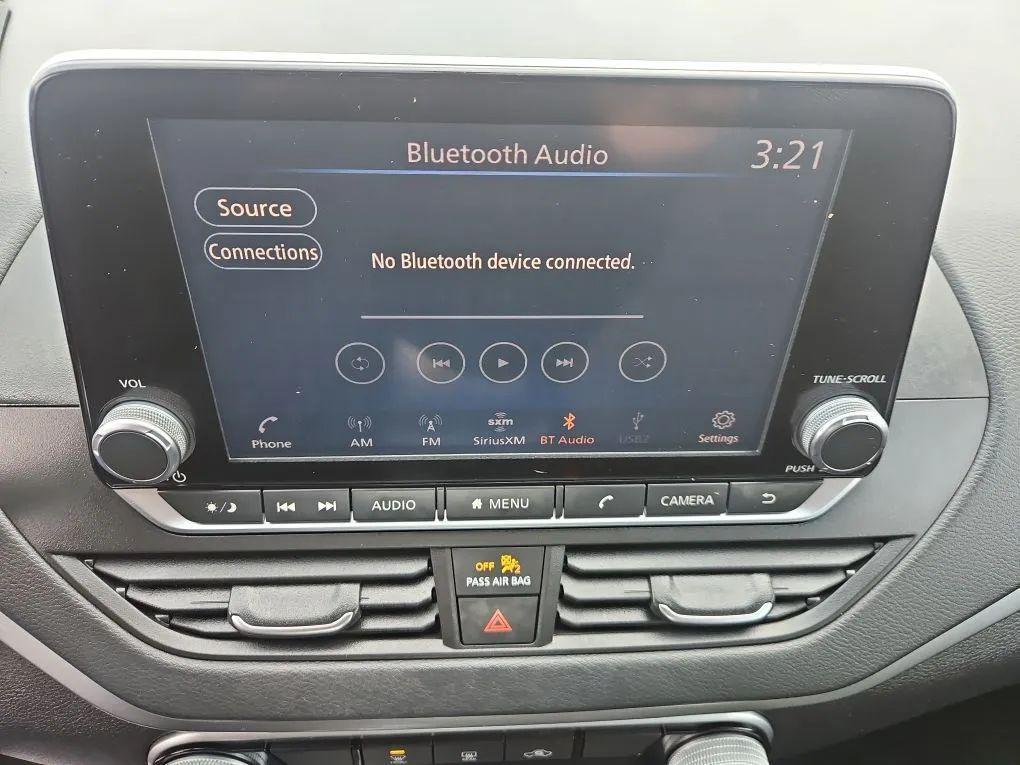 Bluetooth Audio
3:21
Source
Connections
No Bluetooth device connected.
VOL
TUNE·SCROLL
Phone
AM
FM
sxm
SiriusXM
BT Audio
USB2
Settings
PUSH
AUDIO
MENU
CAMERA
OFF
2
PASS AIR BAG